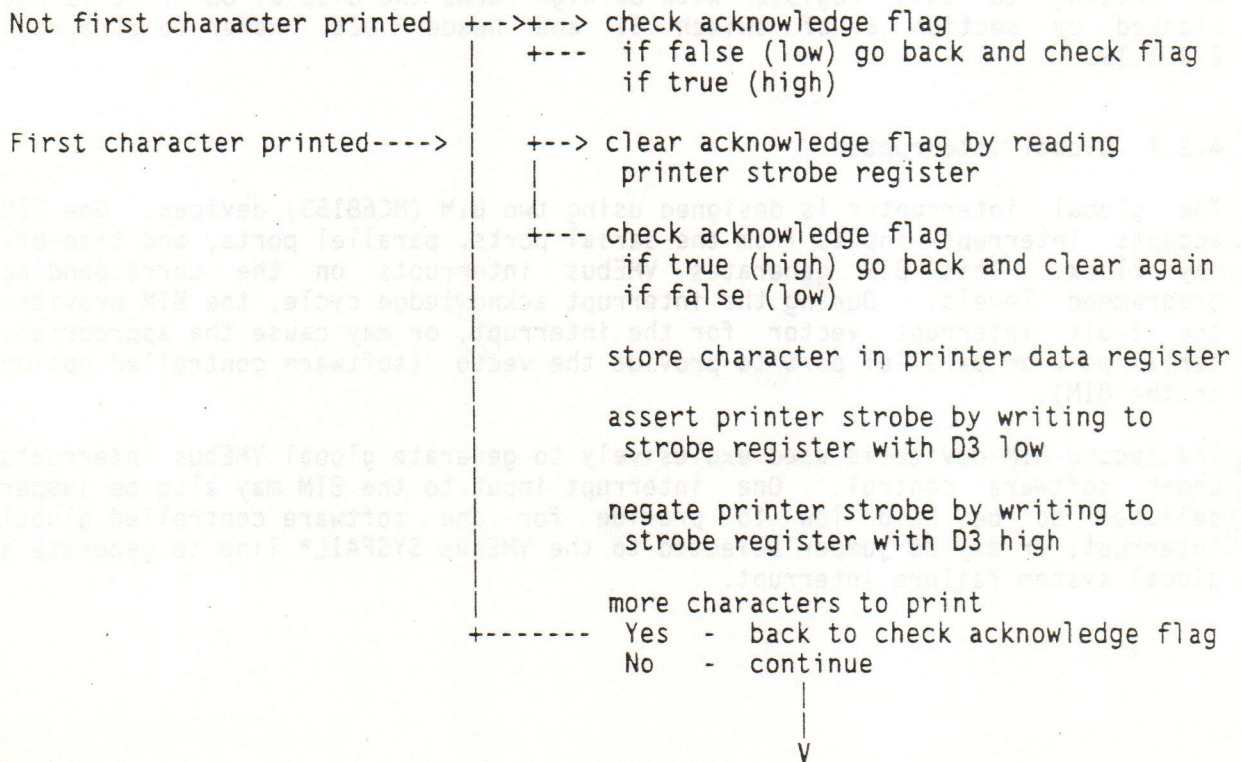 Not first character printed +--->+---> check acknowledge flag
+--- if false (low) go back and check flag
if true (high)
First character printed-----> +---> clear acknowledge flag by reading
printer strobe register
+--- check acknowledge flag
if true (high) go back and clear again
if false (low)
store character in printer data register
assert printer strobe by writing to
strobe register with D3 low
negate printer strobe by writing to
strobe register with D3 high
more characters to print
+------- Yes - back to check acknowledge flag
No - continue
V